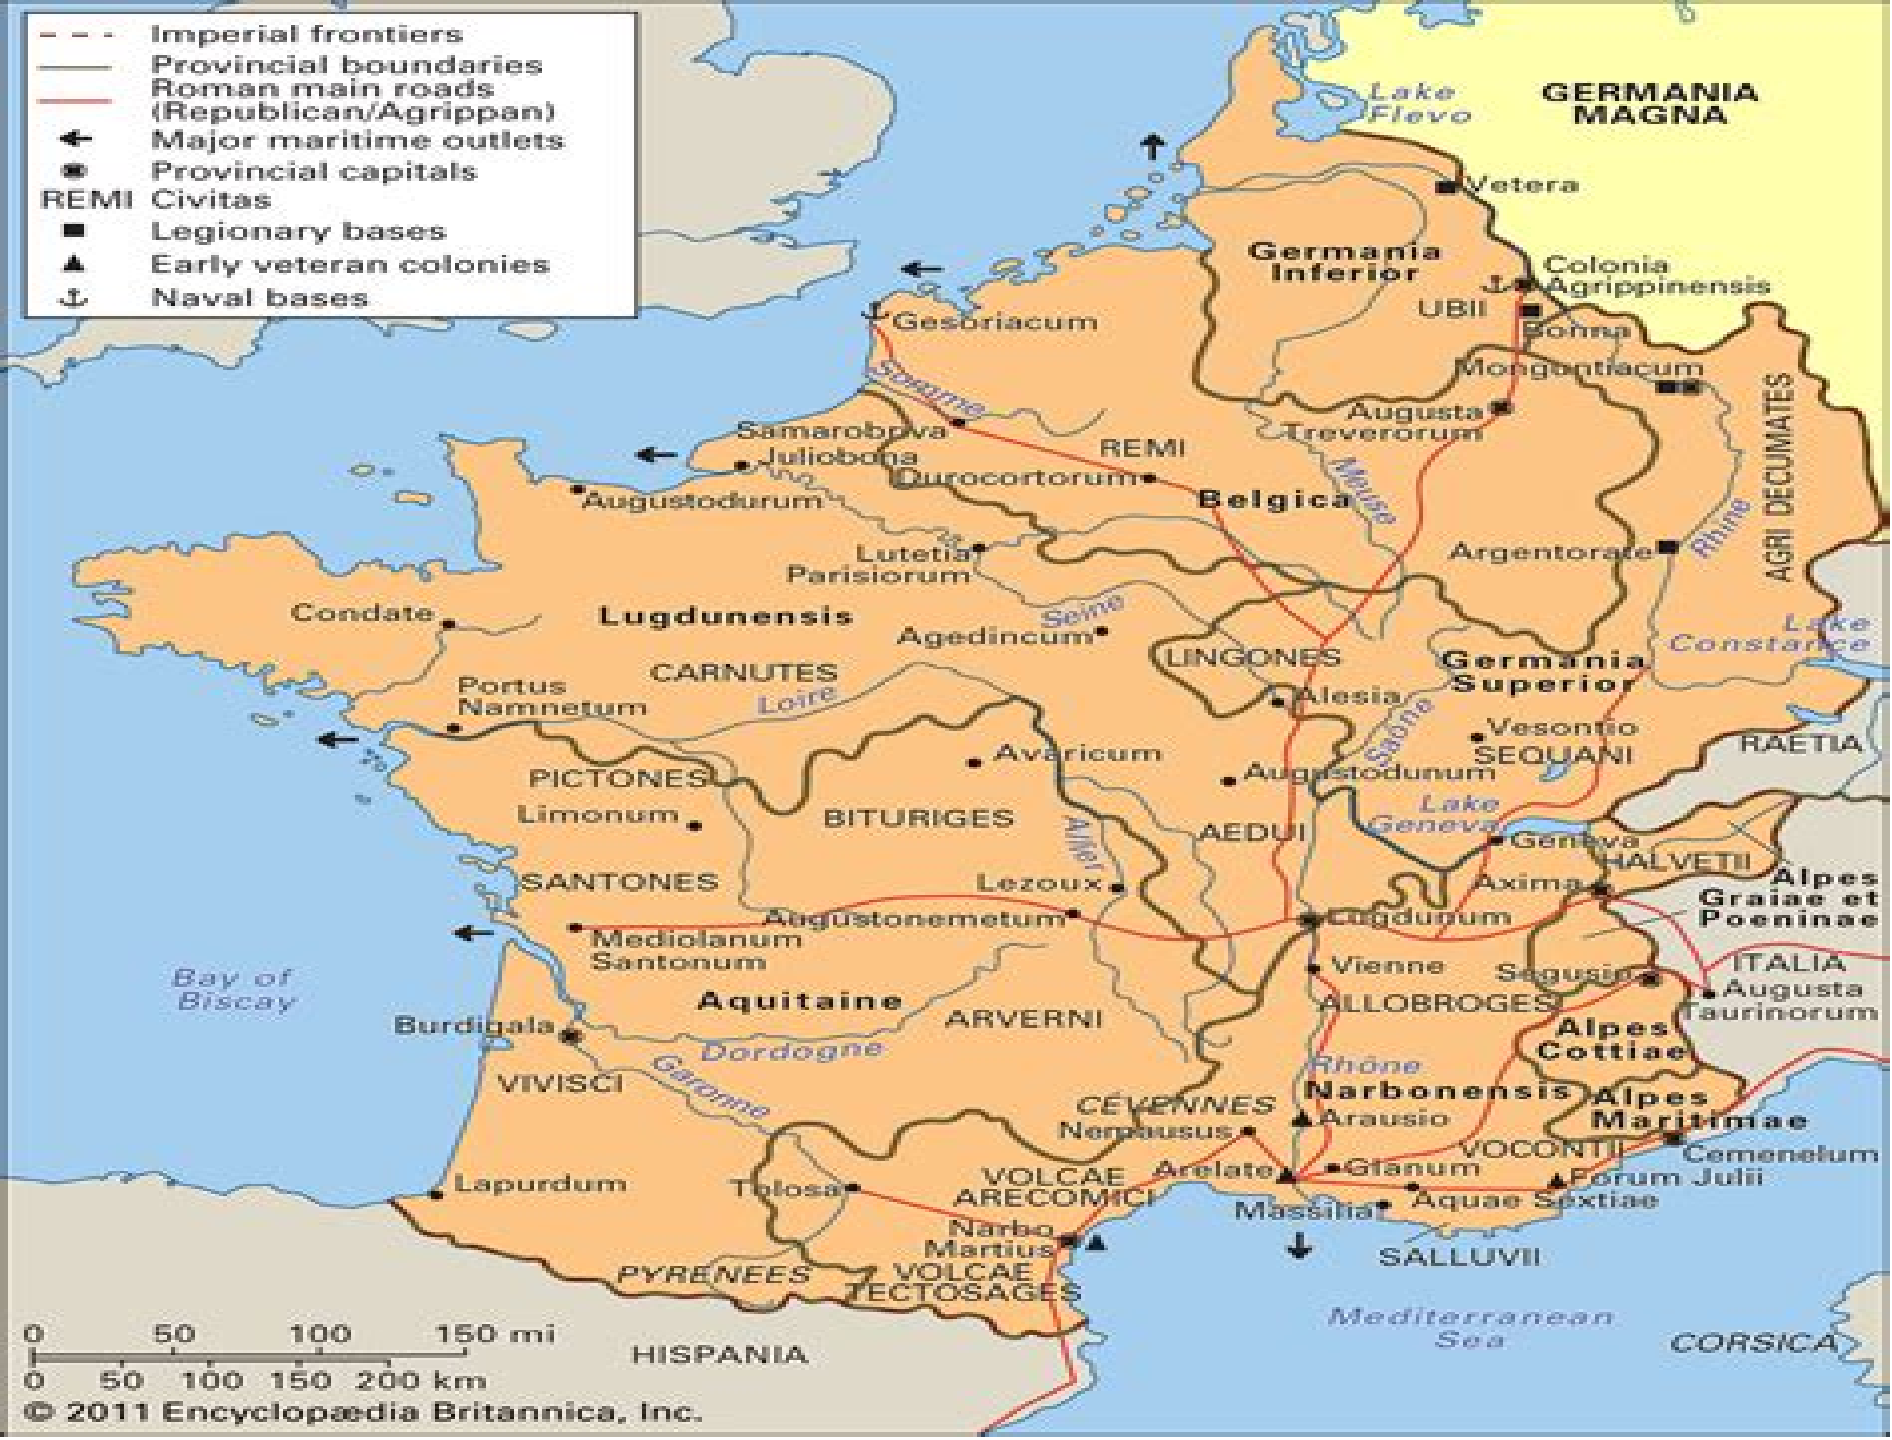 Imperial frontiers
Provincial boundaries
Roman main roads
(Republican/Agrippan)
Major maritime outlets
Provincial capitals
REMI Civitas
Legionary bases
Early veteran colonies
Naval bases
Lake
Flevo
GERMANIA
MAGNA
Vetera
Germania
Inferior
Colonia
Agrippinensis
UBII
Bonna
Gesoriacum
Mongontiacum
Somme
Augusta
Treverorum
Samarobriva
REMI
Juliobona
Durocortorum
Augustodurum
Belgica
Meuse
AGRI DECUMATES
Rhine
Lutetia
Parisiorum
Argentorate
Condate
Lugdunensis
Seine
Agedincum
Lake
Constance
LINGONES
Germania
Superior
CARNUTES
Portus
Namnetum
Loire
Alesia
Saône
Vesontio
SEQUANI
RAETIA
Avaricum
Augustodunum
PICTONES
Limonum
BITURIGES
Allier
AEDUI
Lake
Geneva
Geneva
HALVETII
SANTONES
Lezoux
Axima
Alpes
Graiae et
Poeninae
Augustonemetum
Lugdunum
Mediolanum
Santonum
Vienne
Segusio
ITALIA
Bay of
Biscay
Aquitaine
ARVERNI
ALLOBROGES
Augusta
Taurinorum
Burdigala
Dordogne
Alpes
Cottiae
Garonne
VIVISCI
Rhône
Narbonensis
Alpes
Maritimae
CÉVENNES
Nemausus
Arausio
VOCONTII
Cemenelum
Lapurdum
Tolosa
VOLCAE
ARECOMICI
Arelate
Glanum
Forum Julii
Massilia
Aquae Sextiae
Narbo
Martius
SALLUVII
PYRENEES
VOLCAE
TECTOSAGES
Mediterranean
Sea
CORSICA
HISPANIA
0 50 100 150 mi
0 50 100 150 200 km
© 2011 Encyclopædia Britannica, Inc.